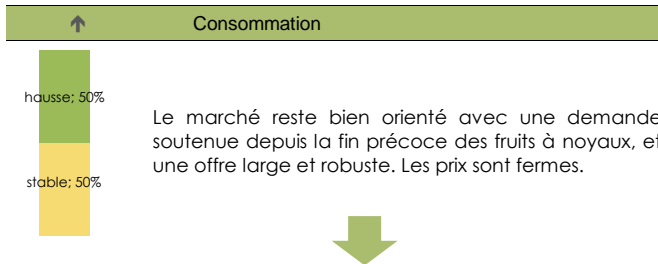 Consommation
hausse; 50%
stable; 50%
Le marché reste bien orienté avec une demande
soutenue depuis la fin précoce des fruits à noyaux, et
une offre large et robuste. Les prix sont fermes.